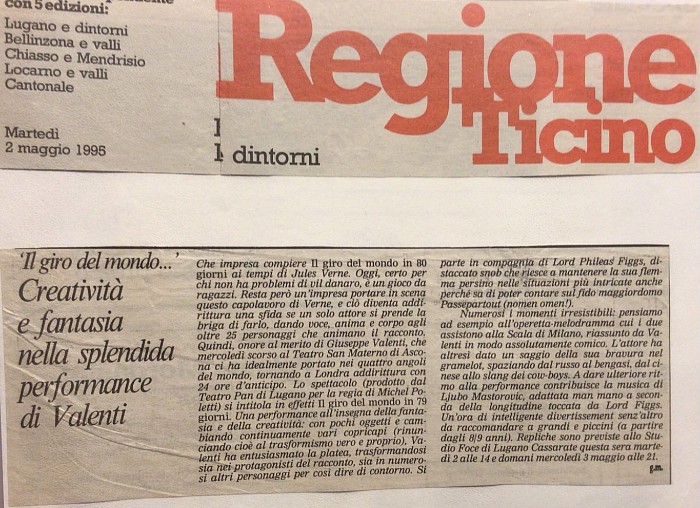 con 5 edizioni:
Lugano e dintorni
Bellinzona e valli
Chiasso e Mendrisio
Locarno e valli
Cantonale
Martedì
2 maggio 1995
Regione
Ticino
dintorni
'Il giro del mondo...'
Creatività
e fantasia
nella splendida
performance
di Valenti
Che impresa compiere Il giro del mondo in 80
giorni ai tempi di Jules Verne. Oggi, certo per
chi non ha problemi di vil danaro, è un gioco da
ragazzi. Resta però un'impresa portare in scena
questo capolavoro di Verne, e ciò diventa addi-
rittura una sfida se un solo attore si prende la
briga di farlo, dando voce, anima e corpo agli
oltre 25 personaggi che animano il racconto.
Quindi, onore al merito di Giuseppe Valenti, che
mercoledì scorso al Teatro San Materno di Asco-
na ci ha idealmente portato nei quattro angoli
del mondo, tornando a Londra addirittura con
24 ore d'anticipo. Lo spettacolo (prodotto dal
Teatro Pan di Lugano per la regia di Michel Po-
letti) si intitola in effetti Il giro del mondo in 79
giorni. Una performance all'insegna della fanta-
sia e della creatività: con pochi oggetti e cam-
biando continuamente vari copricapi (rinun-
ciando cioè al trasformismo vero e proprio), Va-
lenti ha entusiasmato la platea, trasformandosi
sia nei protagonisti del racconto, sia in numero-
si altri personaggi per così dire di contorno. Si
parte in compagnia di Lord Phileas Figgs, di-
staccato snob che riesce a mantenere la sua flem-
ma persino nelle situazioni più intricate anche
perché sa di poter contare sul fido maggiordomo
Passepartout (nomen omen!).
Numerosi i momenti irresistibili: pensiamo
ad esempio all'operetta-melodramma cui i due
assistono alla Scala di Milano, riassunto da Va-
lenti in modo assolutamente comico. L'attore ha
altresì dato un saggio della sua bravura nel
gramelot, spaziando dal russo al bengasi, dal ci-
nese allo slang dei cow-boys. A dare ulteriore rit-
mo alla performance contribuisce la musica di
Ljubo Mastorovic, adattata man mano a secon-
da della longitudine toccata da Lord Figgs.
Un'ora di intelligente divertissement senz'altro
da raccomandare a grandi e piccini (a partire
dagli 8/9 anni). Repliche sono previste allo Stu-
dio Foce di Lugano Cassarate questa sera marte-
dì 2 alle 14 e domani mercoledì 3 maggio alle 21.
g.m.